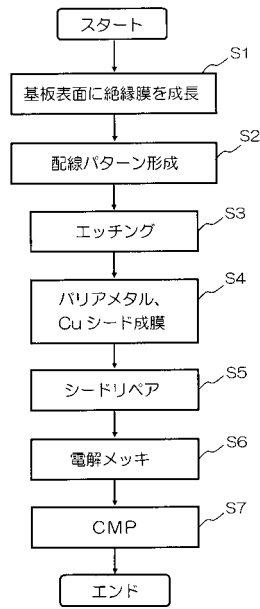 スタート
S1
基板表面に絶縁膜を成長
S2
配線パターン形成
S3
エッチング
S4
バリアメタル、
Cuシード成膜
S5
シードリペア
S6
電解メッキ
S7
CMP
エンド